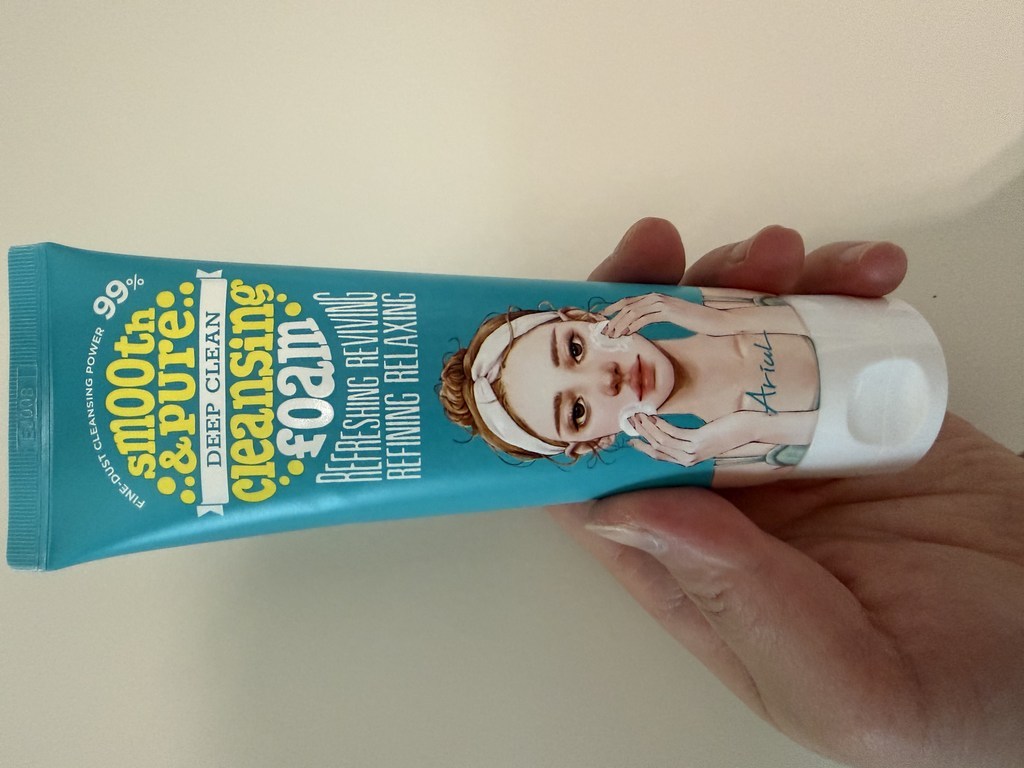 FINE-DUST CLEANSING POWER 99%
smOOth
& PURE
DEEP CLEAN
cleansing
foam
REFRESHING REVIVING
REFINING RELAXING
Ariul